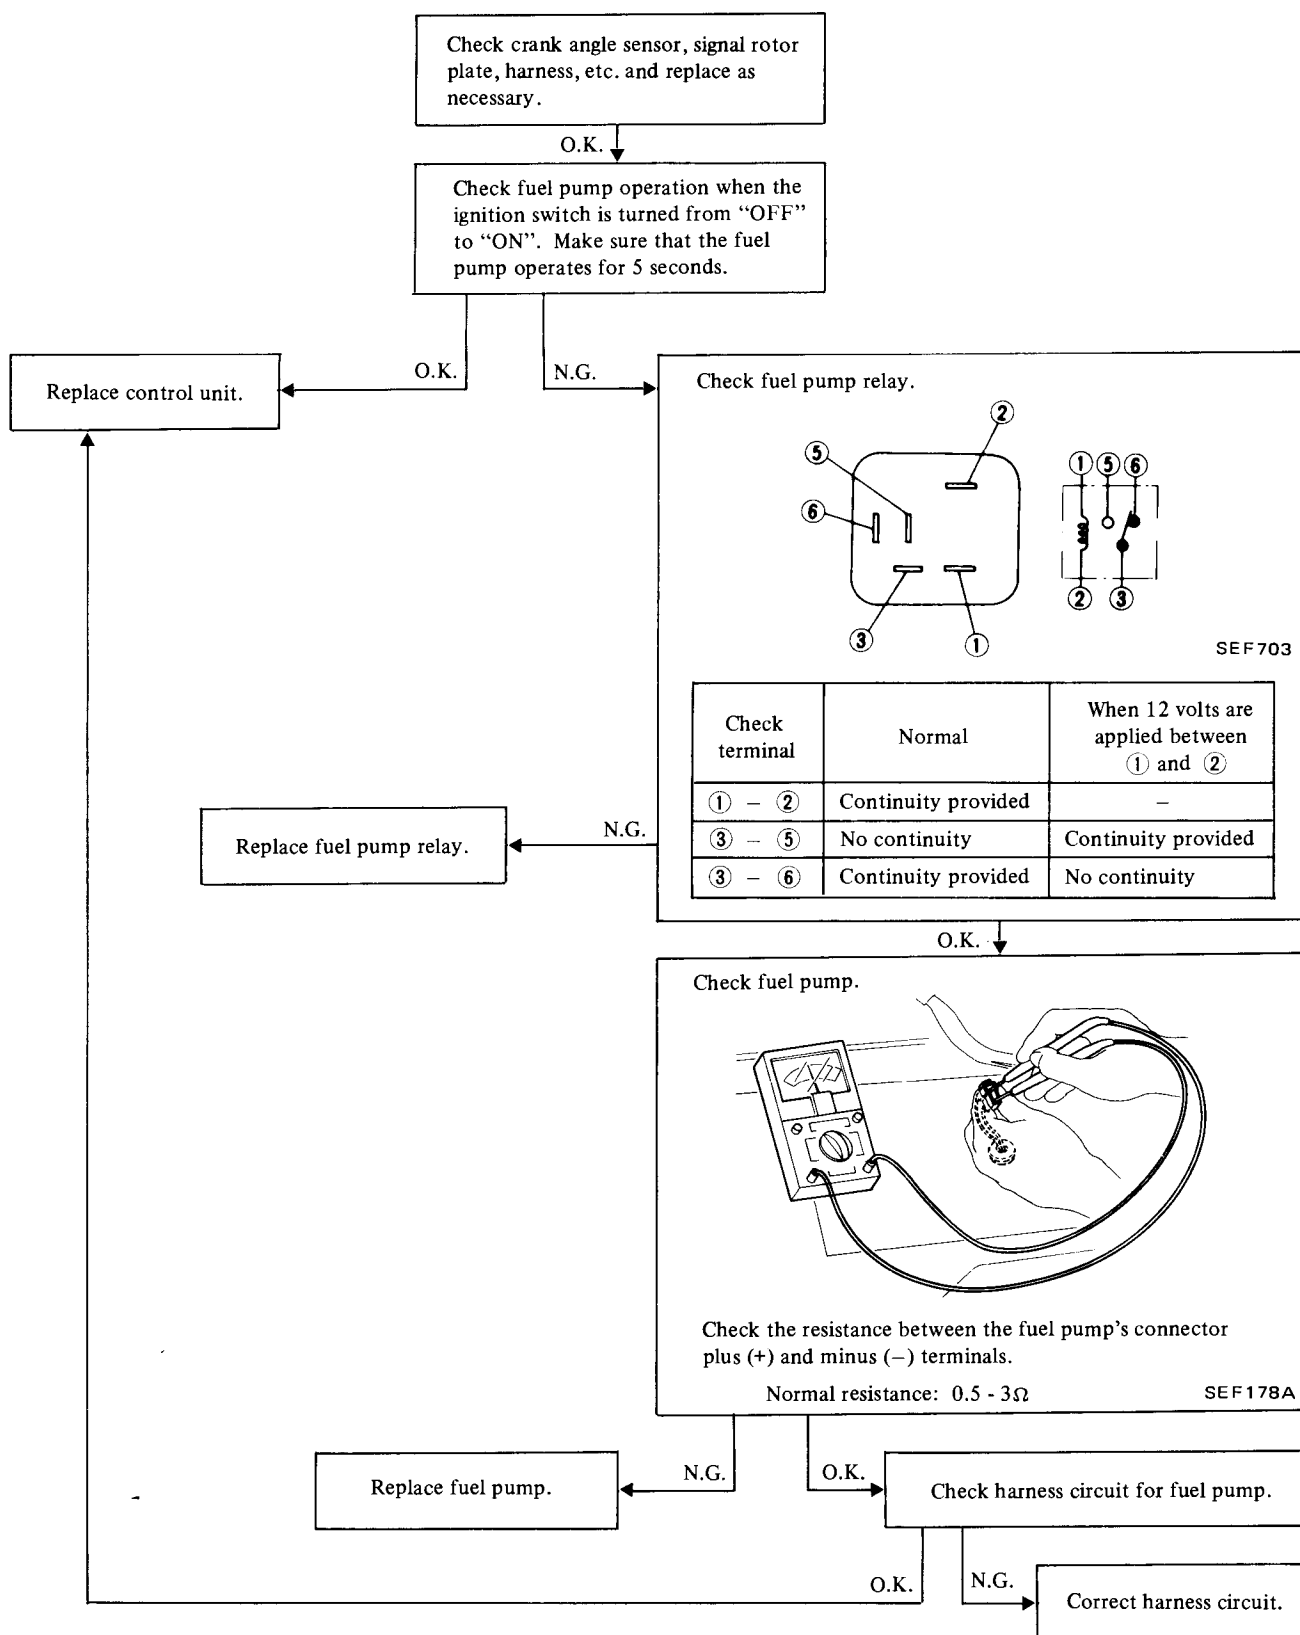 Check crank angle sensor, signal rotor
plate, harness, etc. and replace as
necessary.
O.K.
Check fuel pump operation when the
ignition switch is turned from “OFF”
to “ON”. Make sure that the fuel
pump operates for 5 seconds.
O.K.
N.G.
Replace control unit.
Check fuel pump relay.
②
⑤
⑥
③
①
① ⑤ ⑥
② ③
SEF703
Check
terminal
Normal
When 12 volts are
applied between
① and ②
① – ② Continuity provided –
③ – ⑤ No continuity Continuity provided
③ – ⑥ Continuity provided No continuity
N.G.
Replace fuel pump relay.
O.K.
Check fuel pump.
Check the resistance between the fuel pump’s connector
plus (+) and minus (−) terminals.
Normal resistance: 0.5 - 3Ω
SEF178A
N.G.
O.K.
Replace fuel pump.
Check harness circuit for fuel pump.
O.K.
N.G.
Correct harness circuit.